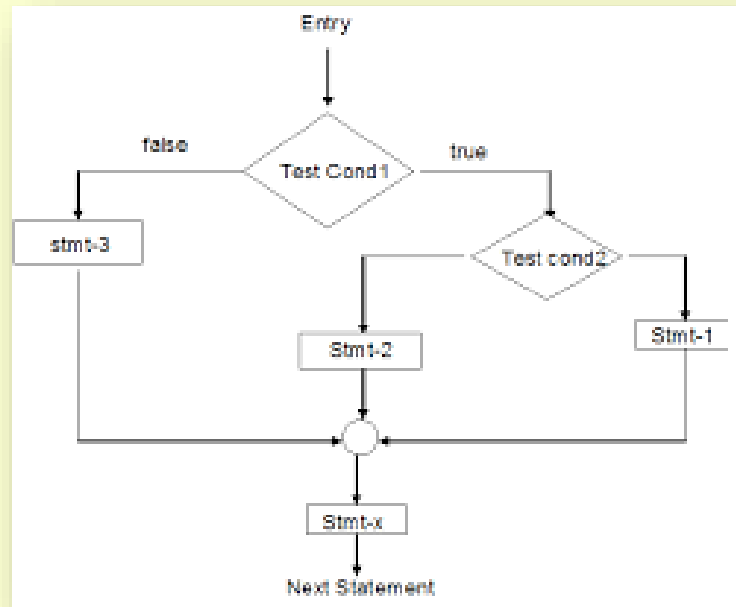 Entry
false
true
Test Cond1
stmt-3
Test cond2
Stmt-2
Stmt-1
Stmt-x
Next Statement